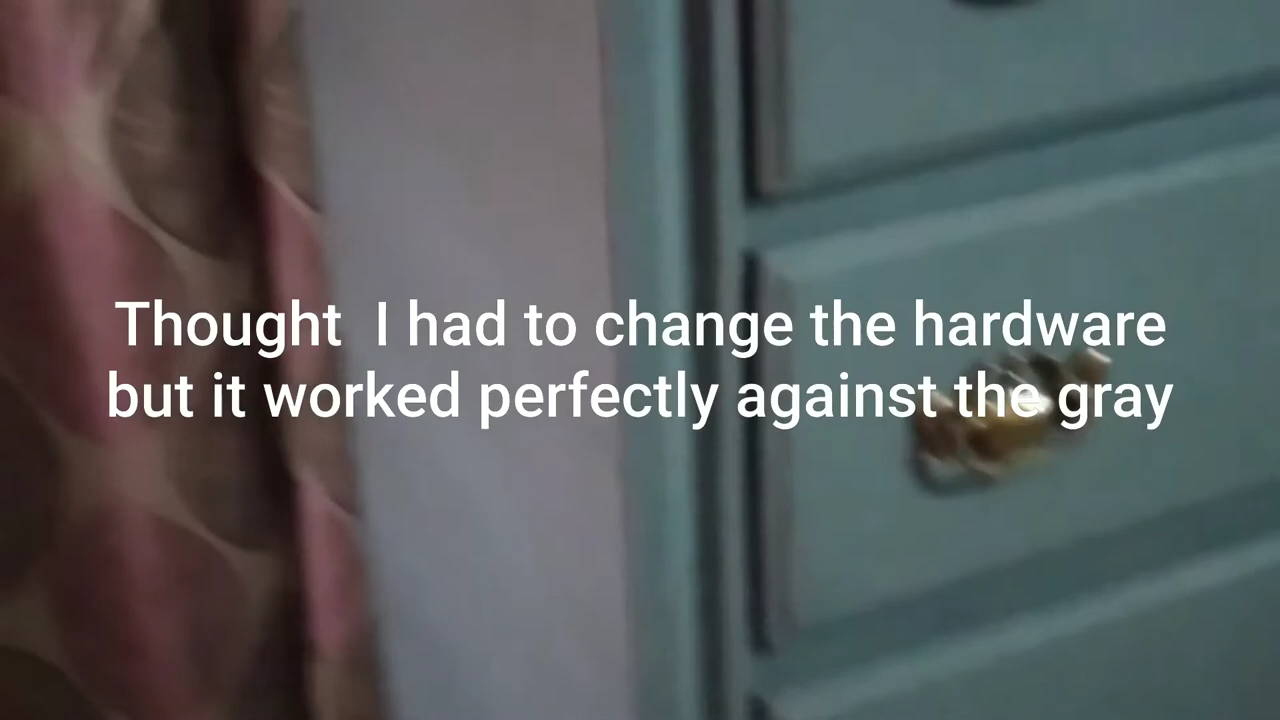 Thought  I had to change the hardware
but it worked perfectly against the gray